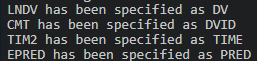 LNDV has been specified as DV
CMT has been specified as DVID
TIM2 has been specified as TIME
EPRED has been specified as PRED